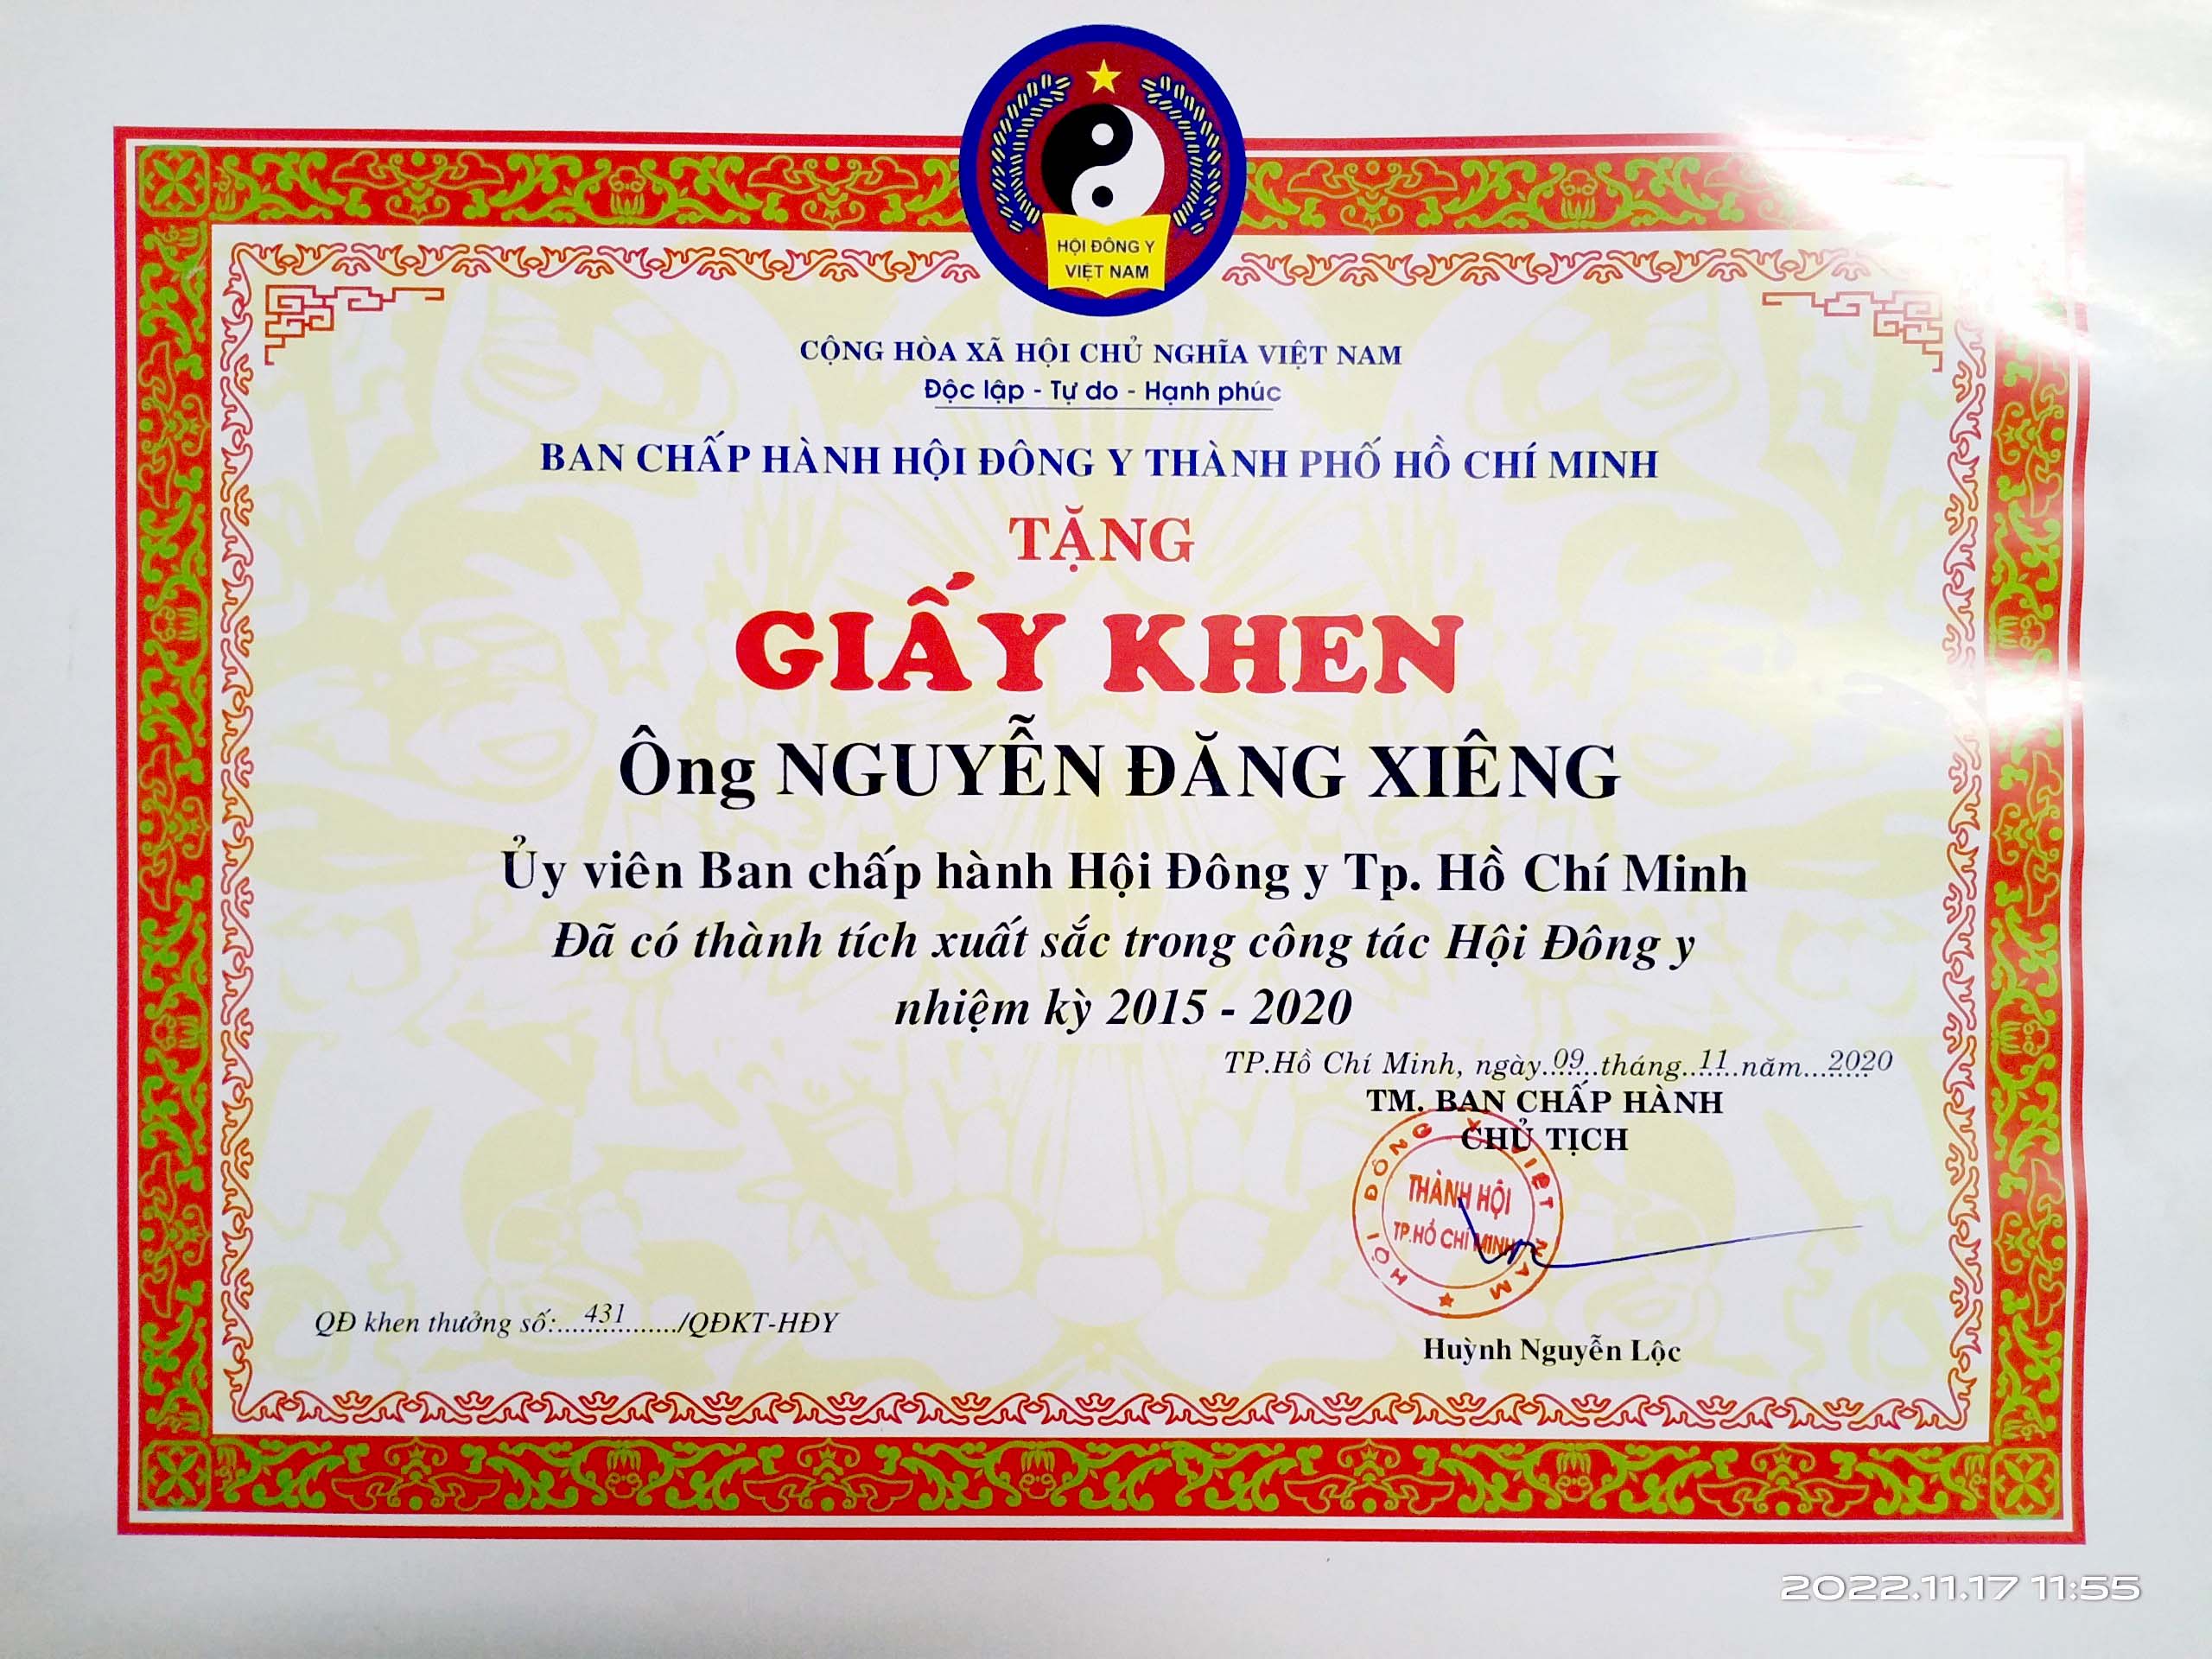 HỘI ĐÔNG Y
VIỆT NAM
CỘNG HÒA XÃ HỘI CHỦ NGHĨA VIỆT NAM
Độc lập - Tự do - Hạnh phúc
BAN CHẤP HÀNH HỘI ĐÔNG Y THÀNH PHỐ HỒ CHÍ MINH
TẶNG
GIẤY KHEN
Ông NGUYỄN ĐĂNG XIÊNG
Ủy viên Ban chấp hành Hội Đông y Tp. Hồ Chí Minh
Đã có thành tích xuất sắc trong công tác Hội Đông y
nhiệm kỳ 2015 - 2020
TP.Hồ Chí Minh, ngày 09 tháng 11 năm 2020
TM. BAN CHẤP HÀNH
CHỦ TỊCH
HỘI ĐÔNG Y VIỆT NAM
THÀNH HỘI
TP.HỒ CHÍ MINH
QĐ khen thưởng số: 431 /QĐKT-HĐY
Huỳnh Nguyễn Lộc
2022.11.17 11:55